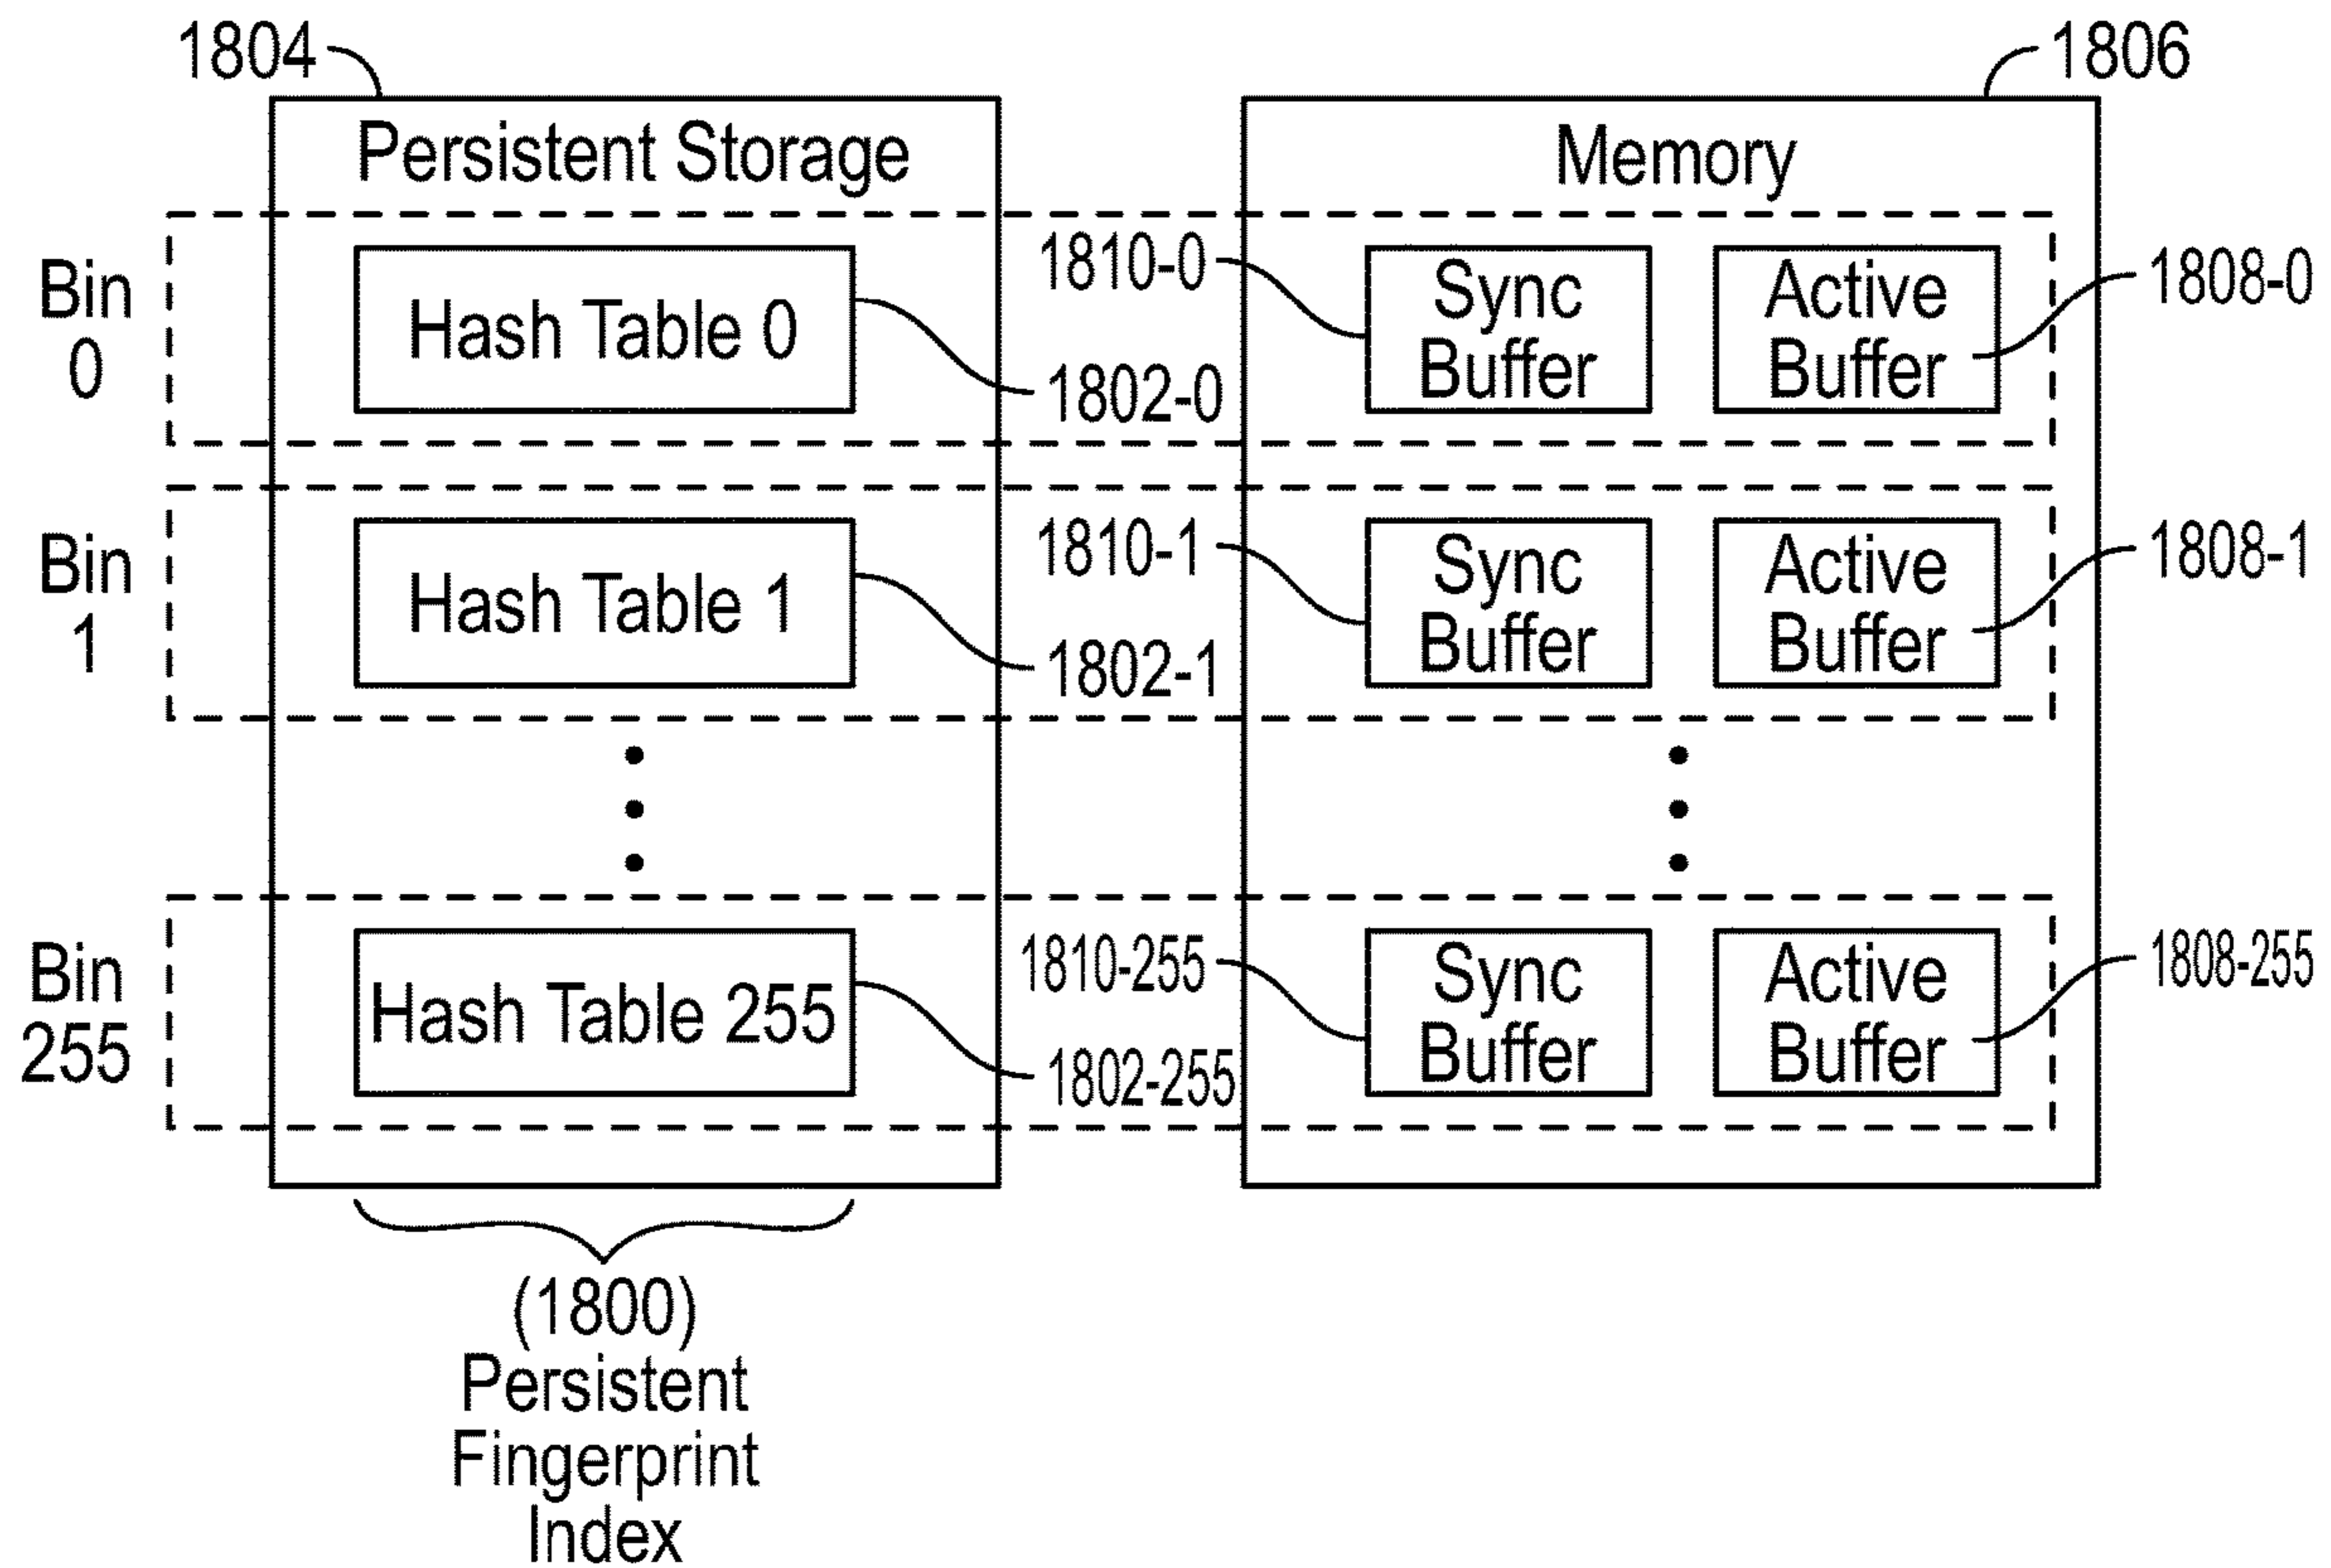 1804
1806
Persistent Storage
Memory
Bin
0
Hash Table 0
1810-0
1802-0
Sync
Buffer
Active
Buffer
1808-0
Bin
1
Hash Table 1
1810-1
1802-1
Sync
Buffer
Active
Buffer
1808-1
Bin
255
Hash Table 255
1810-255
1802-255
Sync
Buffer
Active
Buffer
1808-255
(1800)
Persistent
Fingerprint
Index